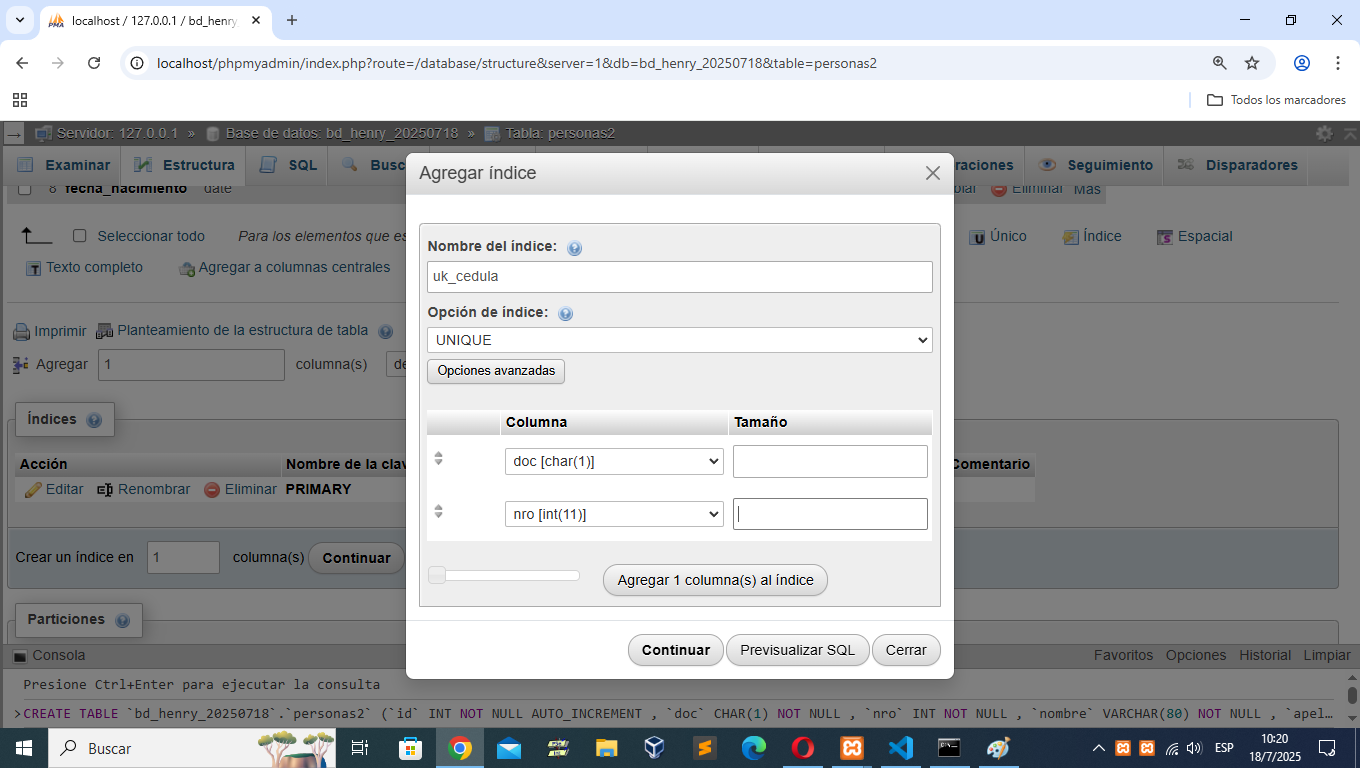 localhost / 127.0.0.1 / bd_henry
localhost/phpmyadmin/index.php?route=/database/structure&server=1&db=bd_henry_20250718&table=personas2
Todos los marcadores
Servidor: 127.0.0.1 » Base de datos: bd_henry_20250718 » Tabla: personas2
Examinar Estructura SQL Busc raciones Seguimiento Disparadores
8 fecha_nacimiento date Eliminar Más
Seleccionar todo Para los elementos que es Único Índice Espacial
Texto completo Agregar a columnas centrales
Imprimir Planteamiento de la estructura de tabla
Agregar 1 columna(s) de
Índices
Acción Nombre de la clav Comentario
Editar Renombrar Eliminar PRIMARY
Crear un índice en 1 columna(s) Continuar
Particiones
Agregar índice
Nombre del índice:
uk_cedula
Opción de índice:
UNIQUE
Opciones avanzadas
Columna Tamaño
doc [char(1)]
nro [int(11)]
Agregar 1 columna(s) al índice
Continuar Previsualizar SQL Cerrar
Consola Favoritos Opciones Historial Limpiar
Presione Ctrl+Enter para ejecutar la consulta
>CREATE TABLE `bd_henry_20250718`.`personas2` (`id` INT NOT NULL AUTO_INCREMENT , `doc` CHAR(1) NOT NULL , `nro` INT NOT NULL , `nombre` VARCHAR(80) NOT NULL , `apel…
Buscar ESP 10:20
18/7/2025